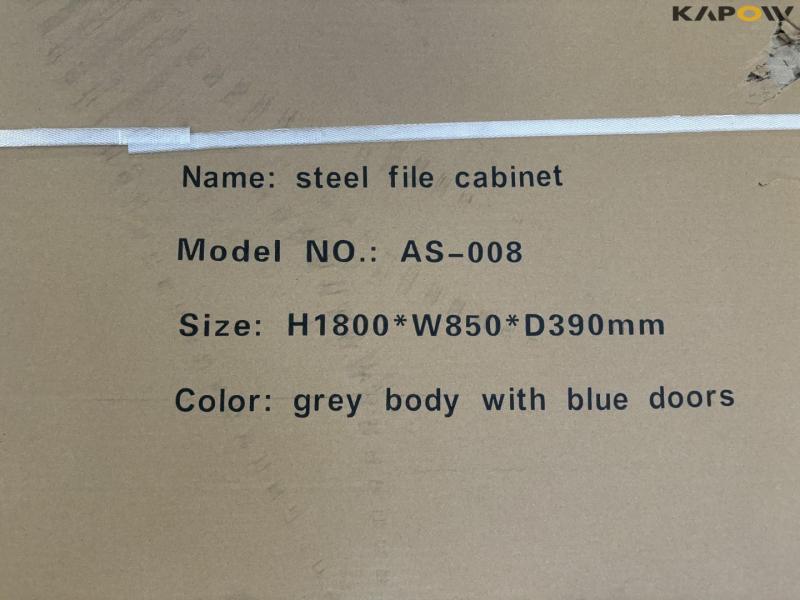 KAPOW
Name: steel file cabinet
Model NO.: AS-008
Size: H1800*W850*D390mm
Color: grey body with blue doors